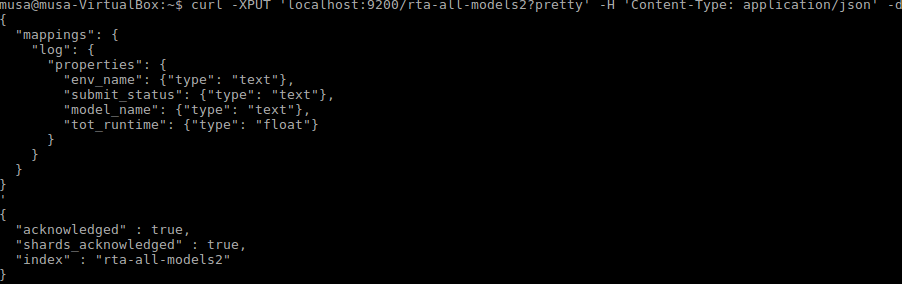 musa@musa-VirtualBox:~$ curl -XPUT 'localhost:9200/rta-all-models2?pretty' -H 'Content-Type: application/json' -d
{
  "mappings": {
    "log": {
      "properties": {
        "env_name": {"type": "text"},
        "submit_status": {"type": "text"},
        "model_name": {"type": "text"},
        "tot_runtime": {"type": "float"}
      }
    }
  }
}
'
{
  "acknowledged" : true,
  "shards_acknowledged" : true,
  "index" : "rta-all-models2"
}